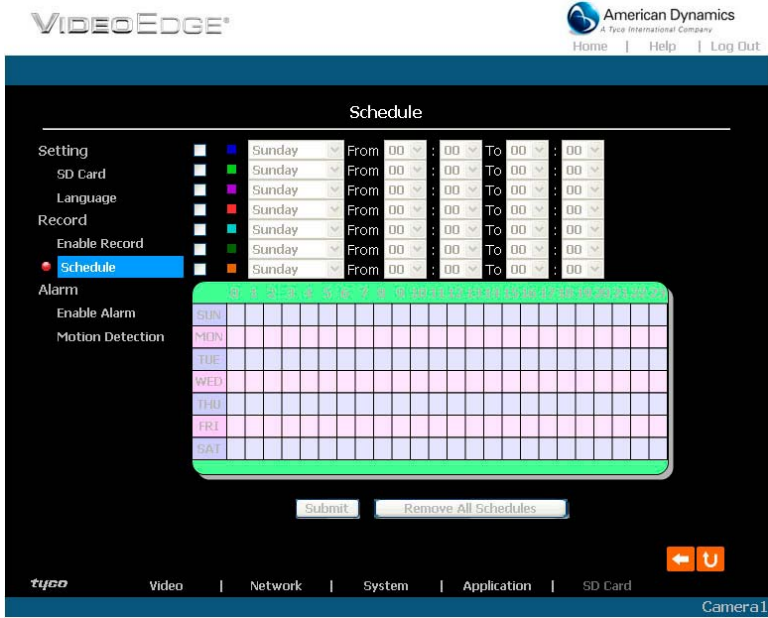 VIDEOEDGE®
American Dynamics
A Tyco International Company
Home | Help | Log Out
Schedule
Setting
SD Card
Language
Record
Enable Record
Schedule
Alarm
Enable Alarm
Motion Detection
Sunday From 00 : 00 To 00 : 00
Sunday From 00 : 00 To 00 : 00
Sunday From 00 : 00 To 00 : 00
Sunday From 00 : 00 To 00 : 00
Sunday From 00 : 00 To 00 : 00
Sunday From 00 : 00 To 00 : 00
Sunday From 00 : 00 To 00 : 00
SUN
MON
TUE
WED
THU
FRI
SAT
Submit Remove All Schedules
tyco Video | Network | System | Application | SD Card
Camera1